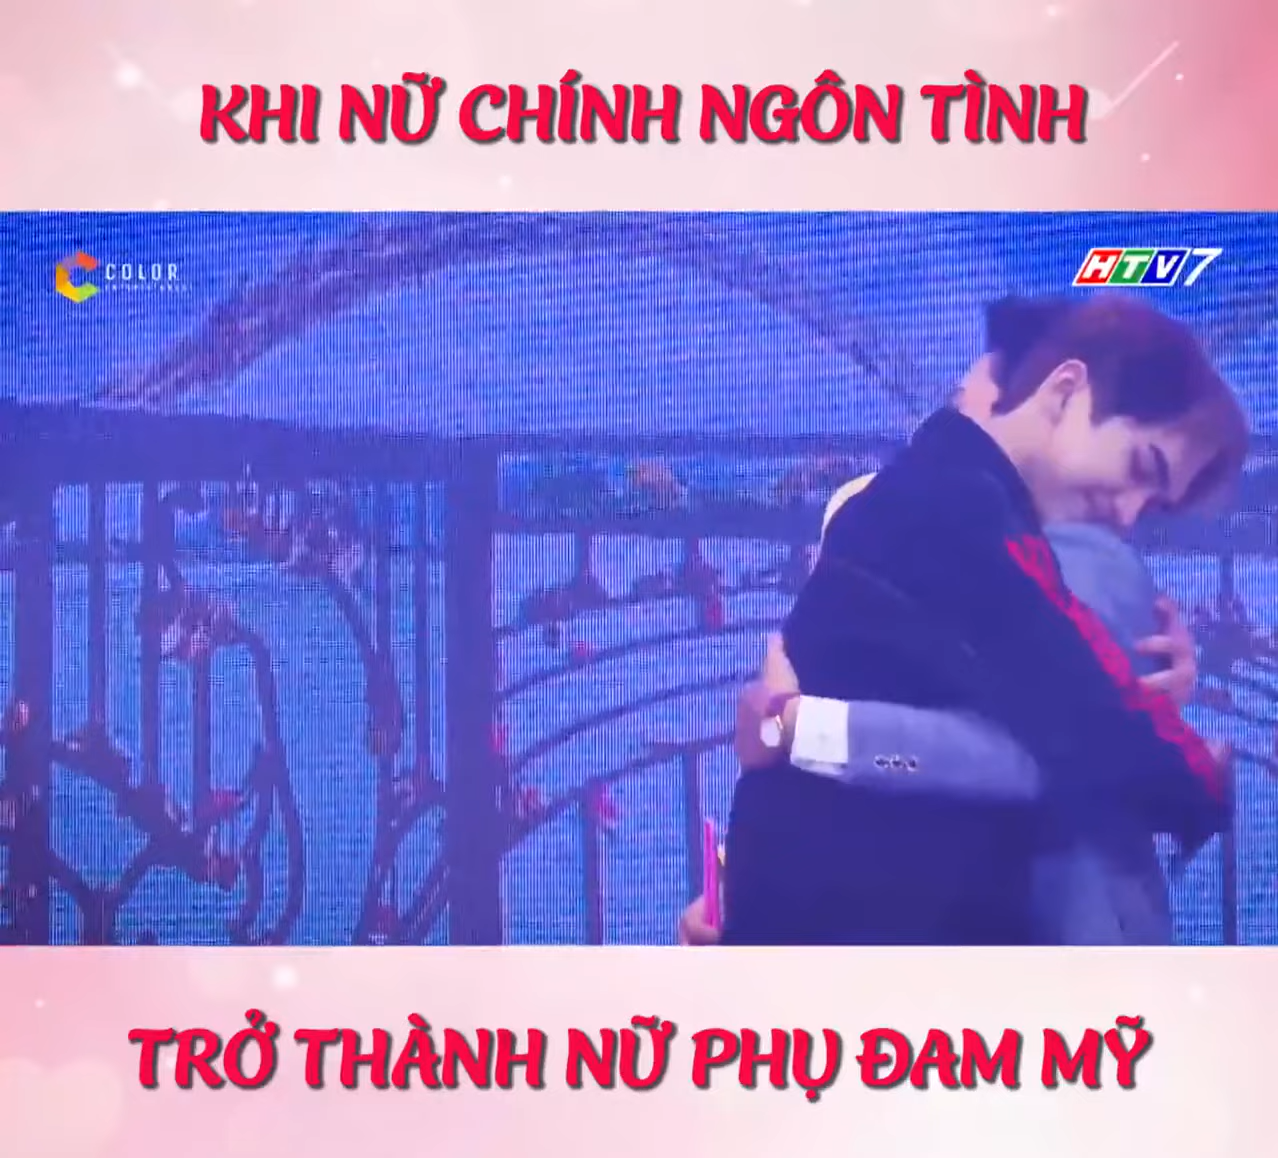 KHI NỮ CHÍNH NGÔN TÌNH
COLOR
HTV7
TRỞ THÀNH NỮ PHỤ ĐAM MỸ